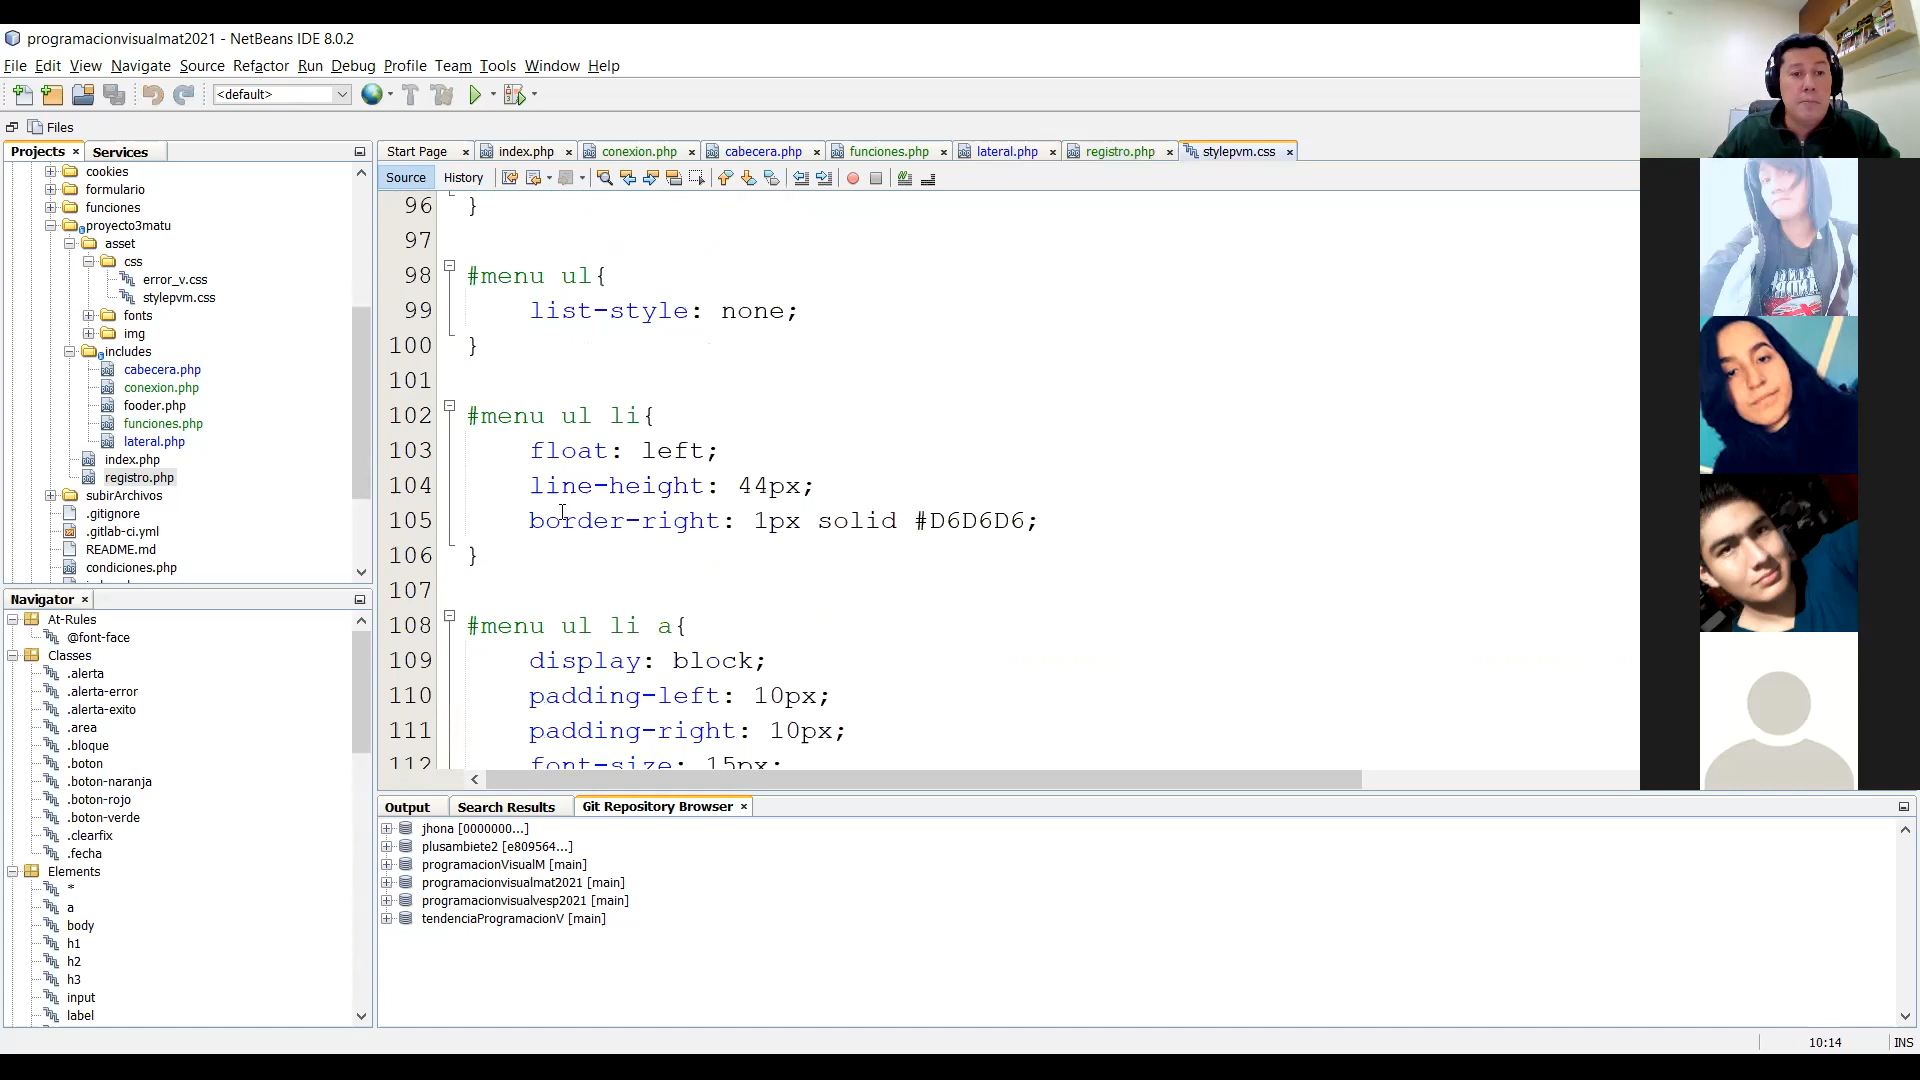 programacionvisualmat2021 - NetBeans IDE 8.0.2
File Edit View Navigate Source Refactor Run Debug Profile Team Tools Window Help
<default>
Files
Projects Services
cookies
formulario
funciones
proyecto3matu
asset
css
error_v.css
stylepvm.css
fonts
img
includes
cabecera.php
conexion.php
fooder.php
funciones.php
lateral.php
index.php
registro.php
subirArchivos
.gitignore
.gitlab-ci.yml
README.md
condiciones.php
Navigator
At-Rules
@font-face
Classes
.alerta
.alerta-error
.alerta-exito
.area
.bloque
.boton
.boton-naranja
.boton-rojo
.boton-verde
.clearfix
.fecha
Elements
*
a
body
h1
h2
h3
input
label
Start Page index.php conexion.php cabecera.php funciones.php lateral.php registro.php stylepvm.css
Source History
96 }
97
98 #menu ul{
99 list-style: none;
100 }
101
102 #menu ul li{
103 float: left;
104 line-height: 44px;
105 border-right: 1px solid #D6D6D6;
106 }
107
108 #menu ul li a{
109 display: block;
110 padding-left: 10px;
111 padding-right: 10px;
112 font-size: 15px;
Output Search Results Git Repository Browser
jhona [0000000...]
plusambiete2 [e809564...]
programacionVisualM [main]
programacionvisualmat2021 [main]
programacionvisualvesp2021 [main]
tendenciaProgramacionV [main]
10:14 INS